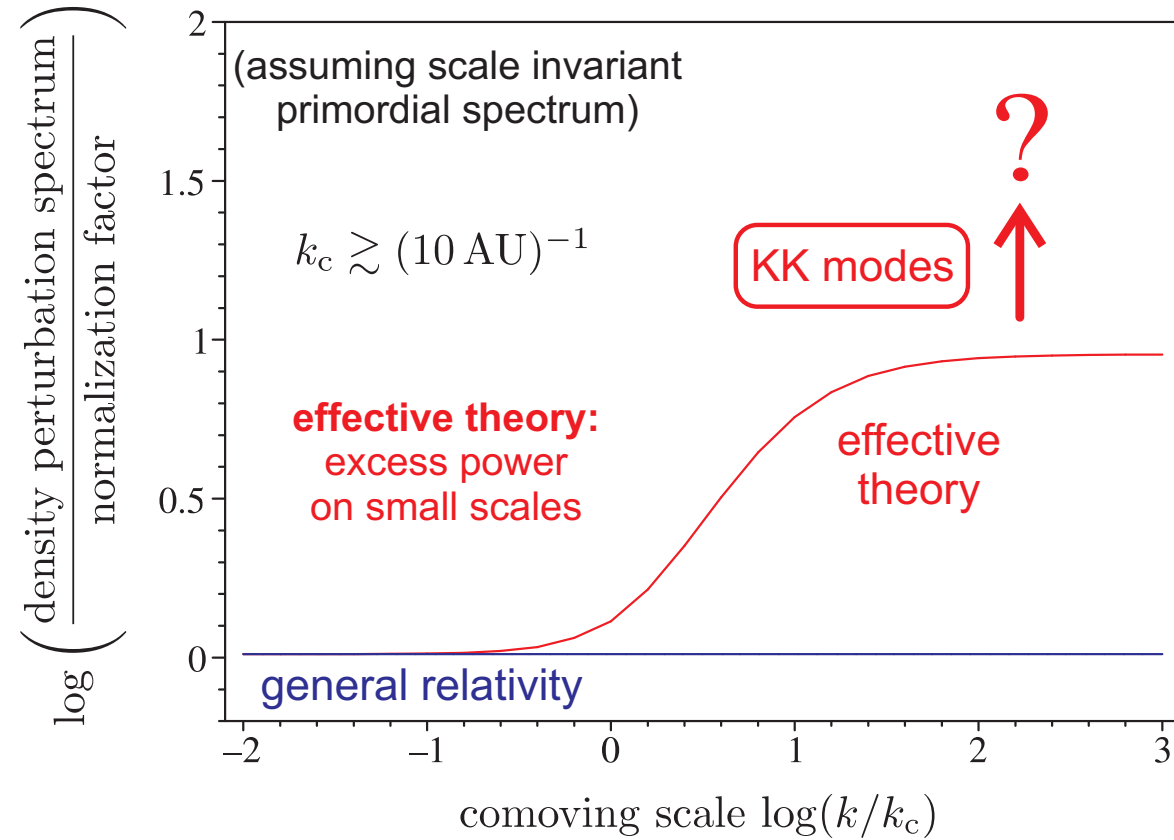 log ( density perturbation spectrum / normalization factor )
2
1.5
1
0.5
0
(assuming scale invariant
primordial spectrum)
k_c ≳ (10 AU)^{−1}
?
KK modes
effective theory:
excess power
on small scales
effective
theory
general relativity
−2 −1 0 1 2 3
comoving scale log(k/k_c)